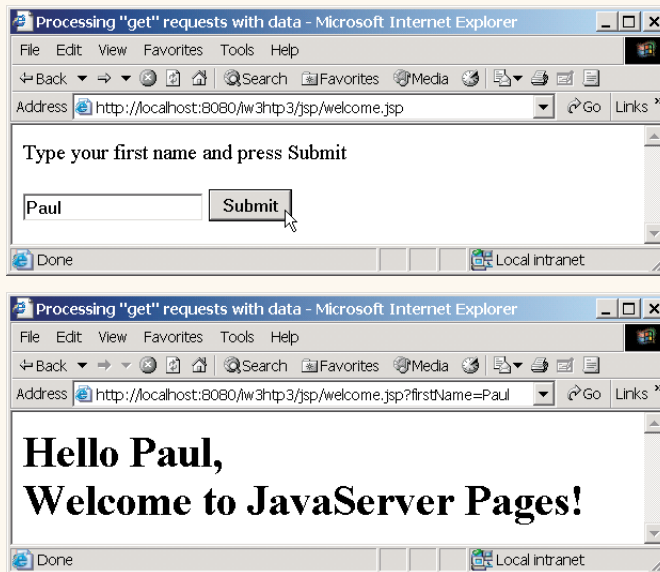 Processing "get" requests with data - Microsoft Internet Explorer
File Edit View Favorites Tools Help
Back Search Favorites Media
Address http://localhost:8080/iw3htp3/jsp/welcome.jsp Go Links »
Type your first name and press Submit
Paul Submit
Done Local intranet
Processing "get" requests with data - Microsoft Internet Explorer
File Edit View Favorites Tools Help
Back Search Favorites Media
Address http://localhost:8080/iw3htp3/jsp/welcome.jsp?firstName=Paul Go Links »
Hello Paul,
Welcome to JavaServer Pages!
Done Local intranet